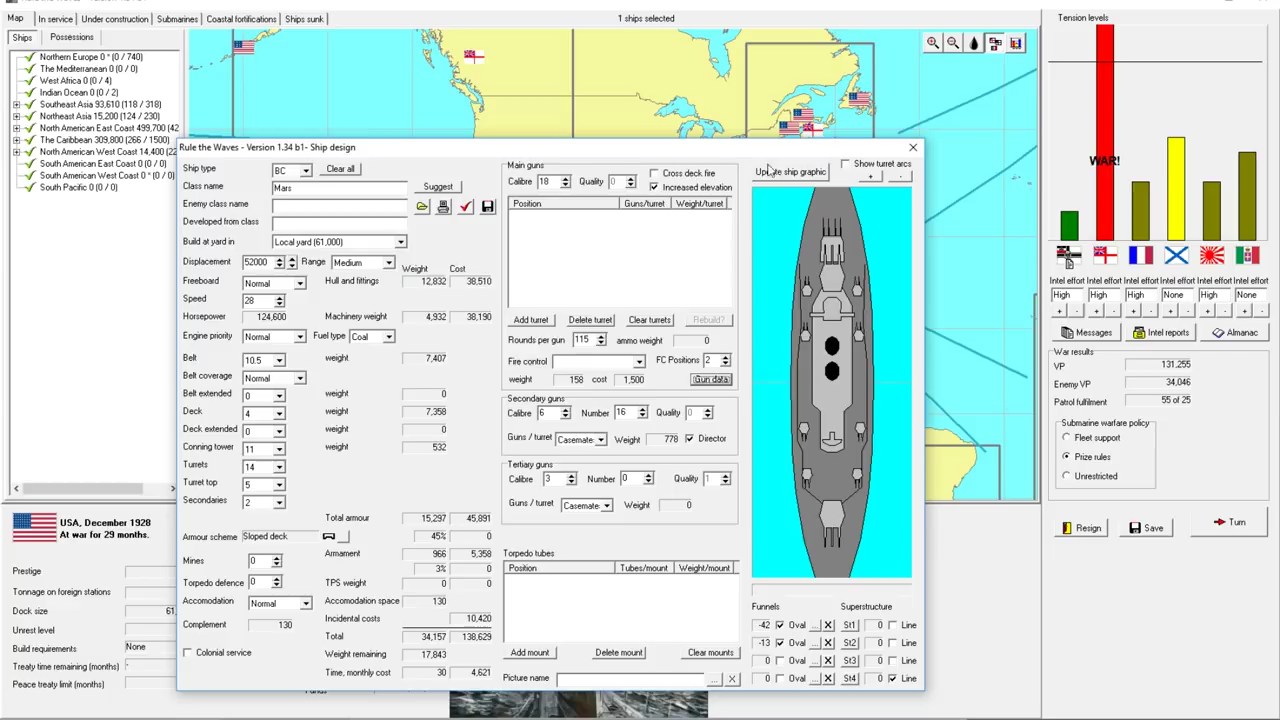 Map In service Under construction Submarines Coastal fortifications Ships sunk 1 ships selected
Ships Possessions
Northern Europe 0 * (0 / 740)
The Mediterranean 0 (0 / 0)
West Africa 0 (0 / 4)
Indian Ocean 0 (0 / 2)
Southeast Asia 93,610 (118 / 318)
Northeast Asia 15,200 (124 / 230)
North American East Coast 499,700 (42
The Caribbean 309,800 (266 / 1500)
North American West Coast 14,400 (22
South American East Coast 0 (0 / 0)
South American West Coast 0 (0 / 0)
South Pacific 0 (0 / 0)
USA, December 1928
At war for 29 months.
Prestige
Tonnage on foreign stations
Dock size 61,
Unrest level
Build requirements None
Treaty time remaining (months) -
Peace treaty limit (months)
Funds
Rule the Waves - Version 1.34 b1- Ship design
Ship type BC Clear all
Class name Mars Suggest
Enemy class name
Developed from class
Build at yard in Local yard (61,000)
Displacement 52000 Range Medium Weight Cost
Freeboard Normal Hull and fittings 12,832 38,510
Speed 28
Horsepower 124,600 Machinery weight 4,932 38,190
Engine priority Normal Fuel type Coal
Belt 10.5 weight 7,407
Belt coverage Normal
Belt extended 0 weight 0
Deck 4 weight 7,358
Deck extended 0 weight 0
Conning tower 11 weight 532
Turrets 14
Turret top 5
Secondaries 2
Total amour 15,297 45,891
Armour scheme Sloped deck 45% 0
Armament 966 5,358
3% 0
Mines 0
Torpedo defence 0 TPS weight 0 0
Accomodation Normal Accomodation space 130
Complement 130 Incidental costs 10,420
Total 34,157 138,629
Colonial service Weight remaining 17,843
Time, monthly cost 30 4,621
Main guns
Calibre 18 Quality 0 Cross deck fire
Increased elevation
Position Guns/turret Weight/turret
Add turret Delete turret Clear turrets Rebuild?
Rounds per gun 115 ammo weight 0
Fire control FC Positions 2
weight 158 cost 1,500 Gun data
Secondary guns
Calibre 6 Number 16 Quality 0
Guns / turret Casemate: Weight 778 Director
Tertiary guns
Calibre 3 Number 0 Quality 1
Guns / turret Casemate: Weight 0
Torpedo tubes
Position Tubes/mount Weight/mount
Add mount Delete mount Clear mounts
Picture name ... X
Update ship graphic Show turret arcs
+ -
Funnels Superstructure
-42 Oval ... X St1 0 Line
-13 Oval ... X St2 0 Line
0 Oval ... X St3 0 Line
0 Oval ... X St4 0 Line
Tension levels
WAR!
Intel effort Intel effort Intel effort Intel effort Intel effort Intel effort
High High High None High None
+ - + - + - + - + - + -
Messages Intel reports Almanac
War results
VP 131,255
Enemy VP 34,046
Patrol fulfilment 55 of 25
Submarine warfare policy
Fleet support
Prize rules
Unrestricted
Resign Save Turn